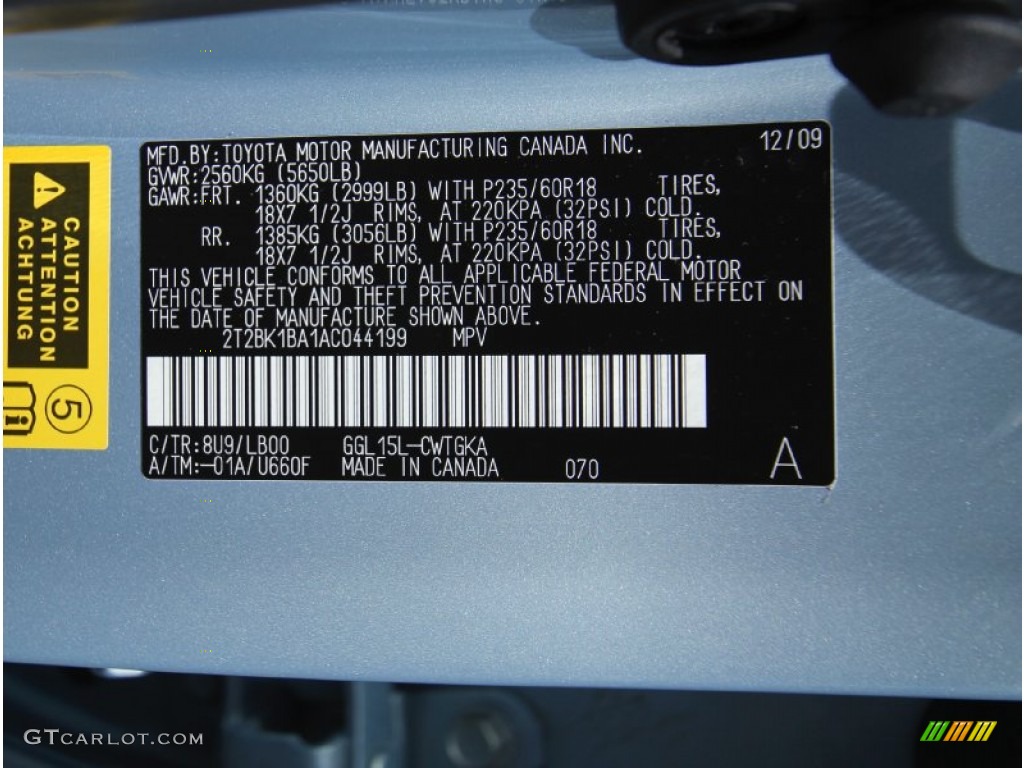 MFD.BY:TOYOTA MOTOR MANUFACTURING CANADA INC. 12/09
GVWR:2560KG (5650LB)
GAWR:FRT. 1360KG (2999LB) WITH P235/60R18 TIRES,
18X7 1/2J RIMS, AT 220KPA (32PSI) COLD.
RR. 1385KG (3056LB) WITH P235/60R18 TIRES,
18X7 1/2J RIMS, AT 220KPA (32PSI) COLD.
THIS VEHICLE CONFORMS TO ALL APPLICABLE FEDERAL MOTOR
VEHICLE SAFETY AND THEFT PREVENTION STANDARDS IN EFFECT ON
THE DATE OF MANUFACTURE SHOWN ABOVE.
2T2BK1BA1AC044199 MPV
C/TR:8U9/LB00 GGL15L-CWTGKA
A/TM:-01A/U660F MADE IN CANADA 070 A
CAUTION
ATTENTION
ACHTUNG
5
GTCARLOT.COM